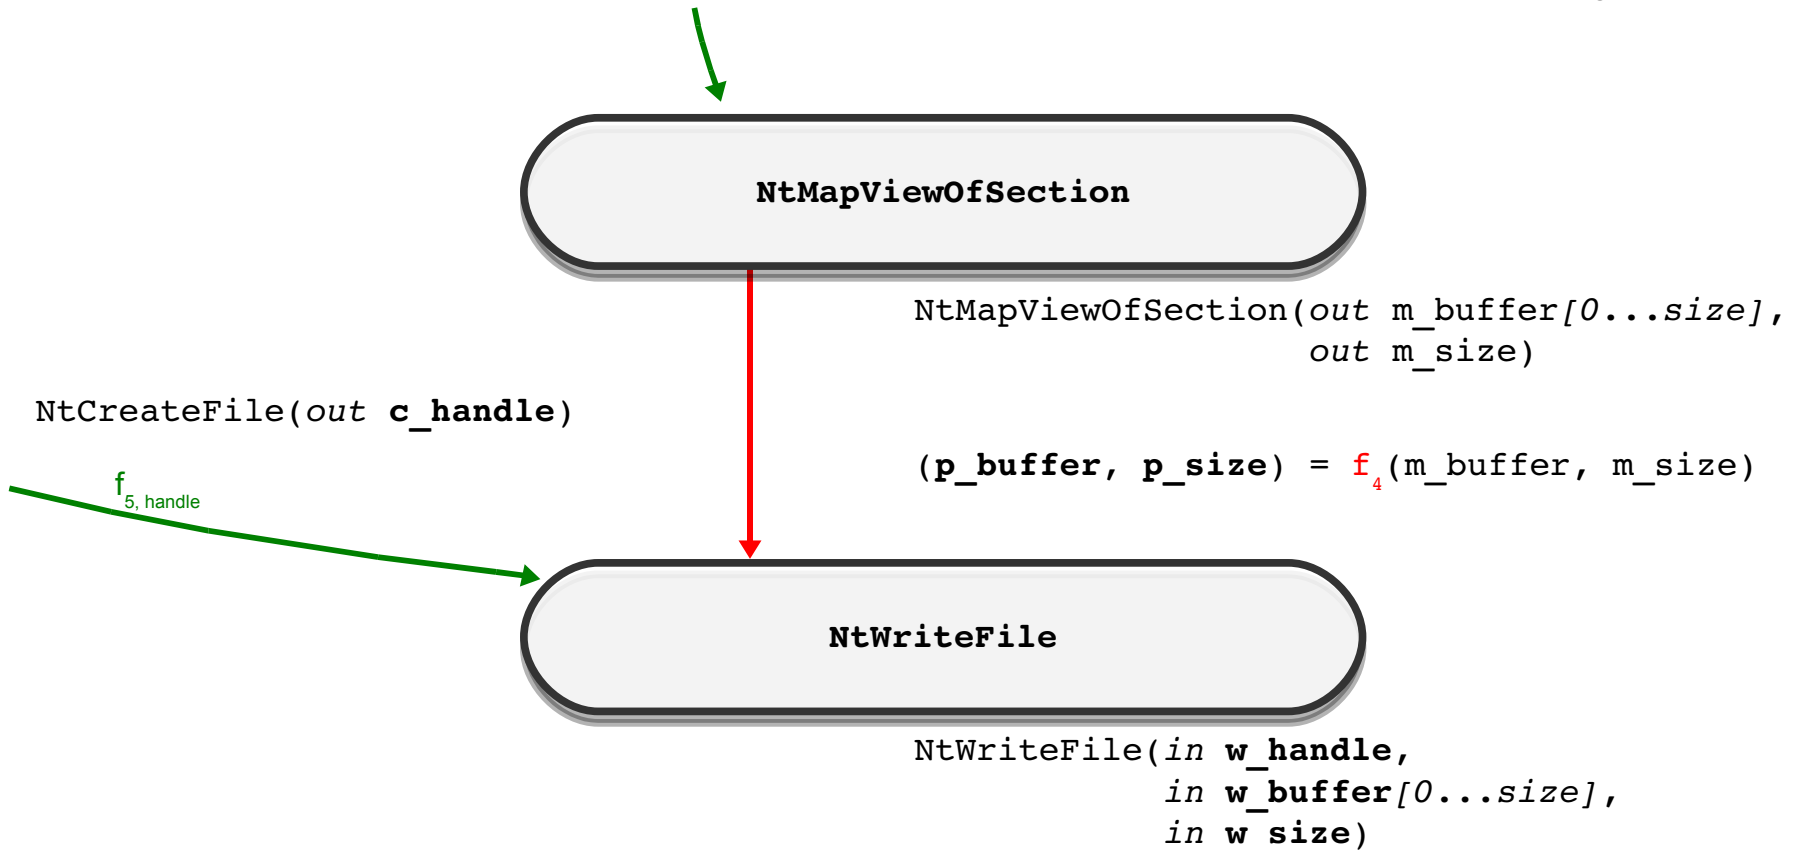 NtMapViewOfSection
NtMapViewOfSection(out m_buffer[0...size],
out m_size)
NtCreateFile(out c_handle)
(p_buffer, p_size) = f4(m_buffer, m_size)
f5, handle
NtWriteFile
NtWriteFile(in w_handle,
in w_buffer[0...size],
in w size)